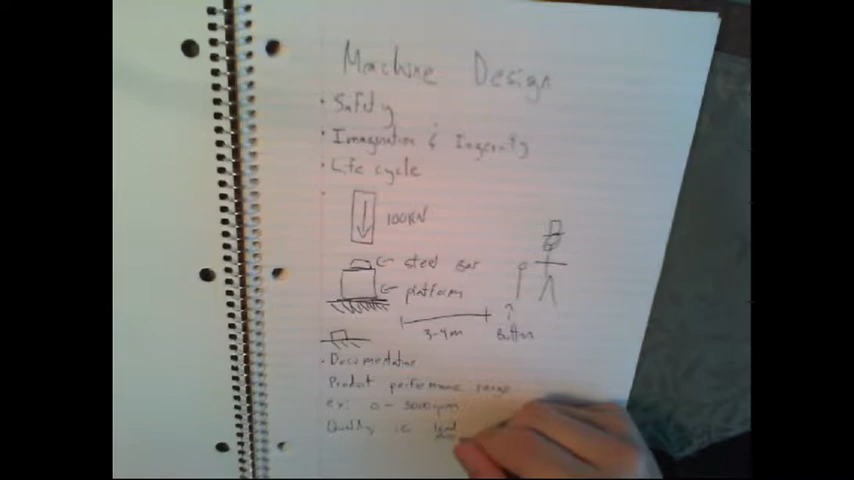 Machine Design
• Safety
• Imagination & Ingenuity
• Life cycle
100KN
← steel Bar
← platform
3-4m
?
Button
• Documentation
Product performance range
ex: 0 - 3000rpm
Quality ie